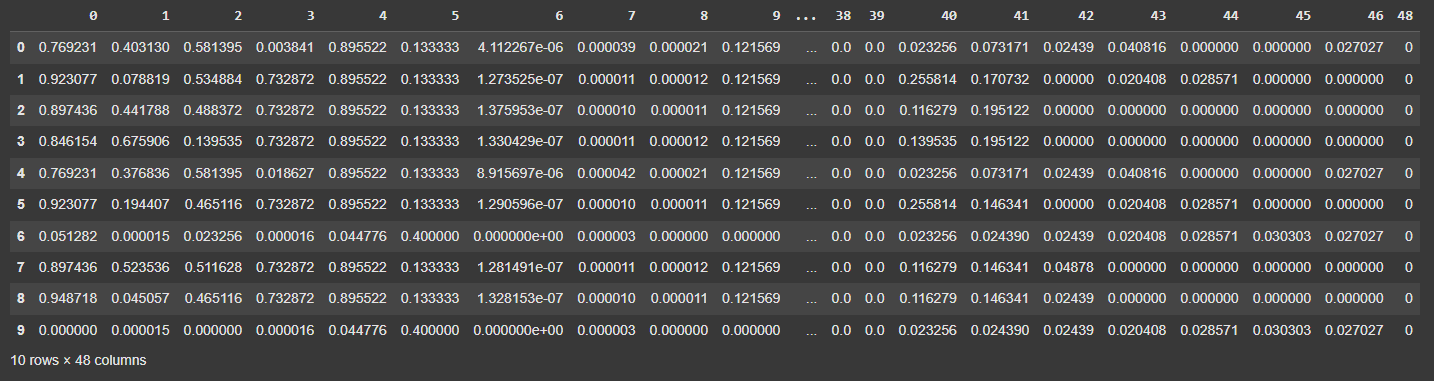 0 1 2 3 4 5 6 7 8 9 ... 38 39 40 41 42 43 44 45 46 48
0 0.769231 0.403130 0.581395 0.003841 0.895522 0.133333 4.112267e-06 0.000039 0.000021 0.121569 ... 0.0 0.0 0.023256 0.073171 0.02439 0.040816 0.000000 0.000000 0.027027 0
1 0.923077 0.078819 0.534884 0.732872 0.895522 0.133333 1.273525e-07 0.000011 0.000012 0.121569 ... 0.0 0.0 0.255814 0.170732 0.00000 0.020408 0.028571 0.000000 0.000000 0
2 0.897436 0.441788 0.488372 0.732872 0.895522 0.133333 1.375953e-07 0.000010 0.000011 0.121569 ... 0.0 0.0 0.116279 0.195122 0.00000 0.000000 0.000000 0.000000 0.000000 0
3 0.846154 0.675906 0.139535 0.732872 0.895522 0.133333 1.330429e-07 0.000011 0.000012 0.121569 ... 0.0 0.0 0.139535 0.195122 0.00000 0.000000 0.000000 0.000000 0.000000 0
4 0.769231 0.376836 0.581395 0.018627 0.895522 0.133333 8.915697e-06 0.000042 0.000021 0.121569 ... 0.0 0.0 0.023256 0.073171 0.02439 0.040816 0.000000 0.000000 0.027027 0
5 0.923077 0.194407 0.465116 0.732872 0.895522 0.133333 1.290596e-07 0.000010 0.000011 0.121569 ... 0.0 0.0 0.255814 0.146341 0.00000 0.020408 0.028571 0.000000 0.000000 0
6 0.051282 0.000015 0.023256 0.000016 0.044776 0.400000 0.000000e+00 0.000003 0.000000 0.000000 ... 0.0 0.0 0.023256 0.024390 0.02439 0.020408 0.028571 0.030303 0.027027 0
7 0.897436 0.523536 0.511628 0.732872 0.895522 0.133333 1.281491e-07 0.000011 0.000012 0.121569 ... 0.0 0.0 0.116279 0.146341 0.04878 0.000000 0.000000 0.000000 0.000000 0
8 0.948718 0.045057 0.465116 0.732872 0.895522 0.133333 1.328153e-07 0.000010 0.000011 0.121569 ... 0.0 0.0 0.116279 0.146341 0.02439 0.000000 0.000000 0.000000 0.000000 0
9 0.000000 0.000015 0.000000 0.000016 0.044776 0.400000 0.000000e+00 0.000003 0.000000 0.000000 ... 0.0 0.0 0.023256 0.024390 0.02439 0.020408 0.028571 0.030303 0.027027 0
10 rows × 48 columns